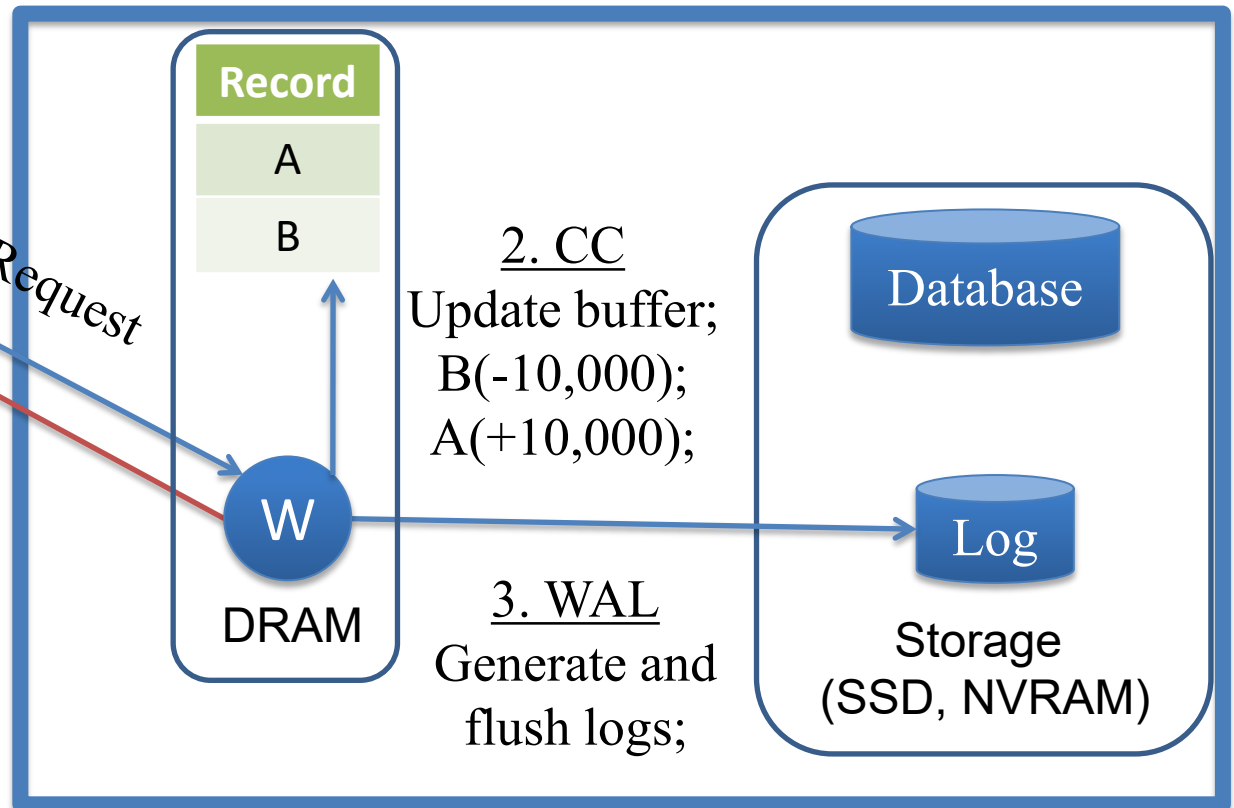 Record
A
B
Request
2. CC
Update buffer;
B(-10,000);
A(+10,000);
Database
W
DRAM
Log
3. WAL
Generate and
flush logs;
Storage
(SSD, NVRAM)